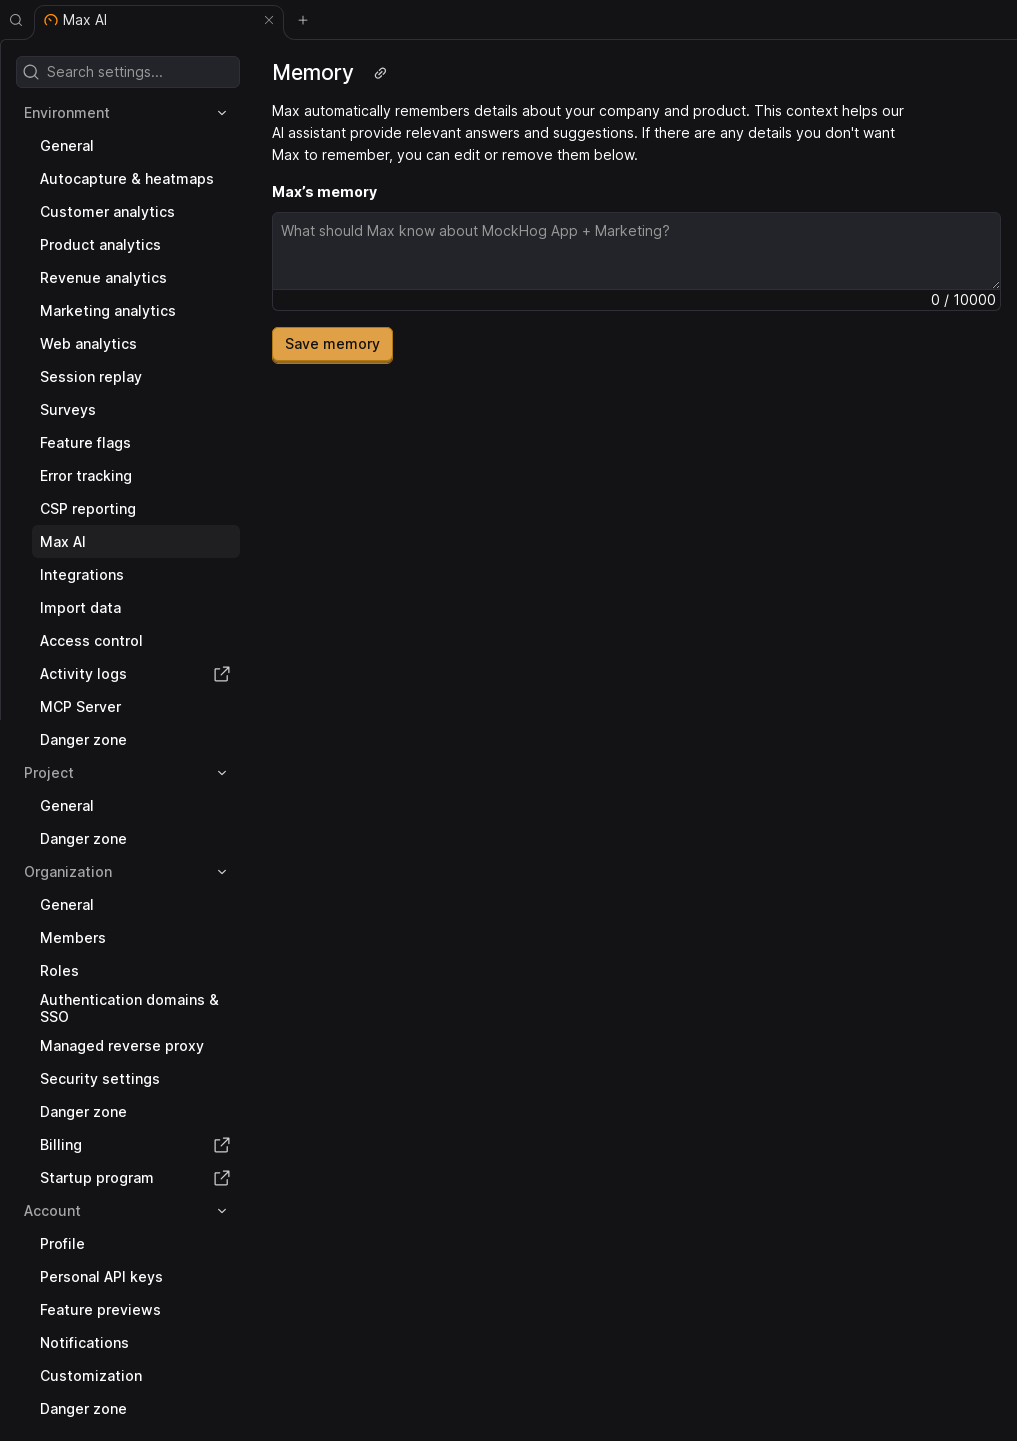 Max AI
Search settings...
Environment
General
Autocapture & heatmaps
Customer analytics
Product analytics
Revenue analytics
Marketing analytics
Web analytics
Session replay
Surveys
Feature flags
Error tracking
CSP reporting
Max AI
Integrations
Import data
Access control
Activity logs
MCP Server
Danger zone
Project
General
Danger zone
Organization
General
Members
Roles
Authentication domains &
SSO
Managed reverse proxy
Security settings
Danger zone
Billing
Startup program
Account
Profile
Personal API keys
Feature previews
Notifications
Customization
Danger zone
Memory
Max automatically remembers details about your company and product. This context helps our
AI assistant provide relevant answers and suggestions. If there are any details you don't want
Max to remember, you can edit or remove them below.
Max’s memory
What should Max know about MockHog App + Marketing?
0 / 10000
Save memory